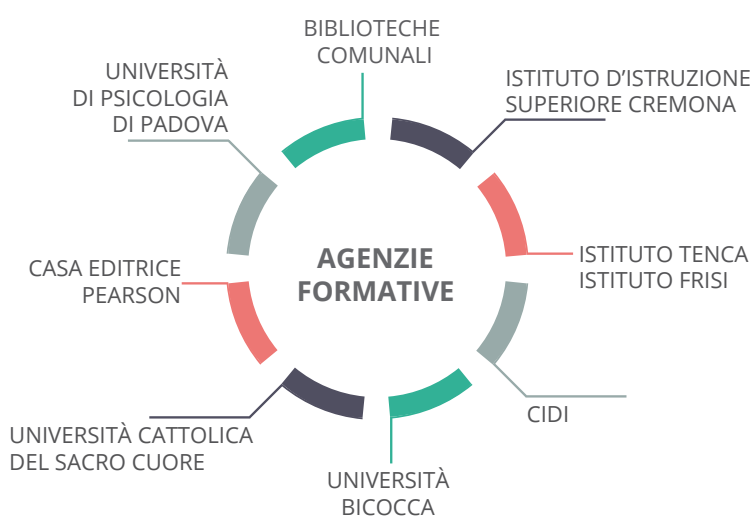 BIBLIOTECHE
COMUNALI
ISTITUTO D'ISTRUZIONE
SUPERIORE CREMONA
ISTITUTO TENCA
ISTITUTO FRISI
CIDI
UNIVERSITÀ
BICOCCA
UNIVERSITÀ CATTOLICA
DEL SACRO CUORE
CASA EDITRICE
PEARSON
UNIVERSITÀ
DI PSICOLOGIA
DI PADOVA
AGENZIE
FORMATIVE